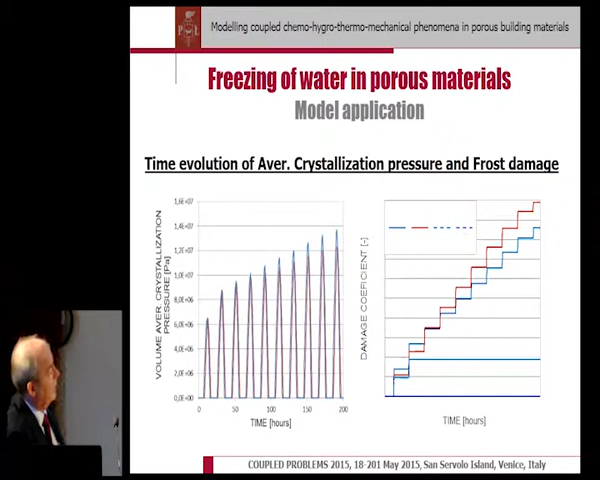 P Ł
Modelling coupled chemo-hygro-thermo-mechanical phenomena in porous building materials
Freezing of water in porous materials
Model application
Time evolution of Aver. Crystallization pressure and Frost damage
VOLUME AVER CRYSTALLIZATION
PRESSURE [Pa]
1,6E+07
1,4E+07
1,2E+07
1,0E+07
8,0E+06
6,0E+06
4,0E+06
2,0E+06
0,0E+00
0 50 100 150 200
TIME [hours]
DAMAGE COEFFICIENT [-]
TIME [hours]
COUPLED PROBLEMS 2015, 18-201 May 2015, San Servolo Island, Venice, Italy